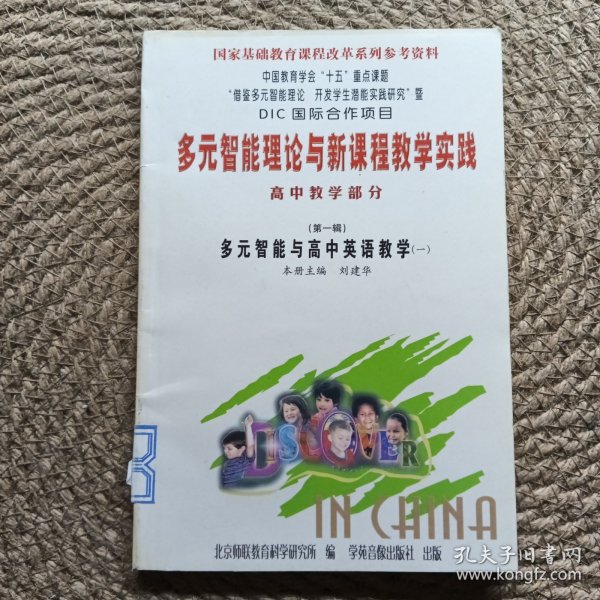 国家基础教育课程改革系列参考资料
中国教育学会“十五”重点课题
“借鉴多元智能理论 开发学生潜能实践研究”暨
DIC 国际合作项目
多元智能理论与新课程教学实践
高中教学部分
(第一辑)
多元智能与高中英语教学(一)
本册主编 刘建华
DISCOVER
IN CHINA
北京师联教育科学研究所 编 学苑音像出版社 出版
孔夫子旧书网
www.kongfz.com